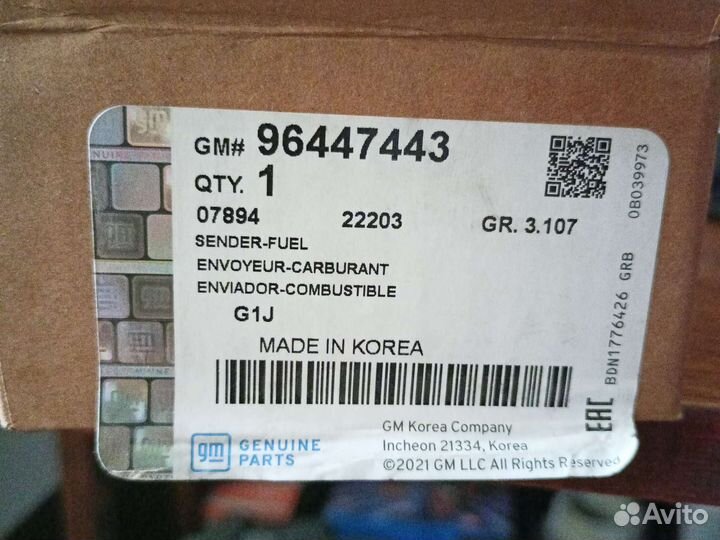 GM# 96447443
QTY. 1
07894 22203 GR. 3.107
SENDER-FUEL
ENVOYEUR-CARBURANT
ENVIADOR-COMBUSTIBLE
G1J
MADE IN KOREA
gm GENUINE
PARTS
GM Korea Company
Incheon 21334, Korea
©2021 GM LLC All Rights Reserved
EAC
BDN1776426 GRB 0B039973
gm
Avito